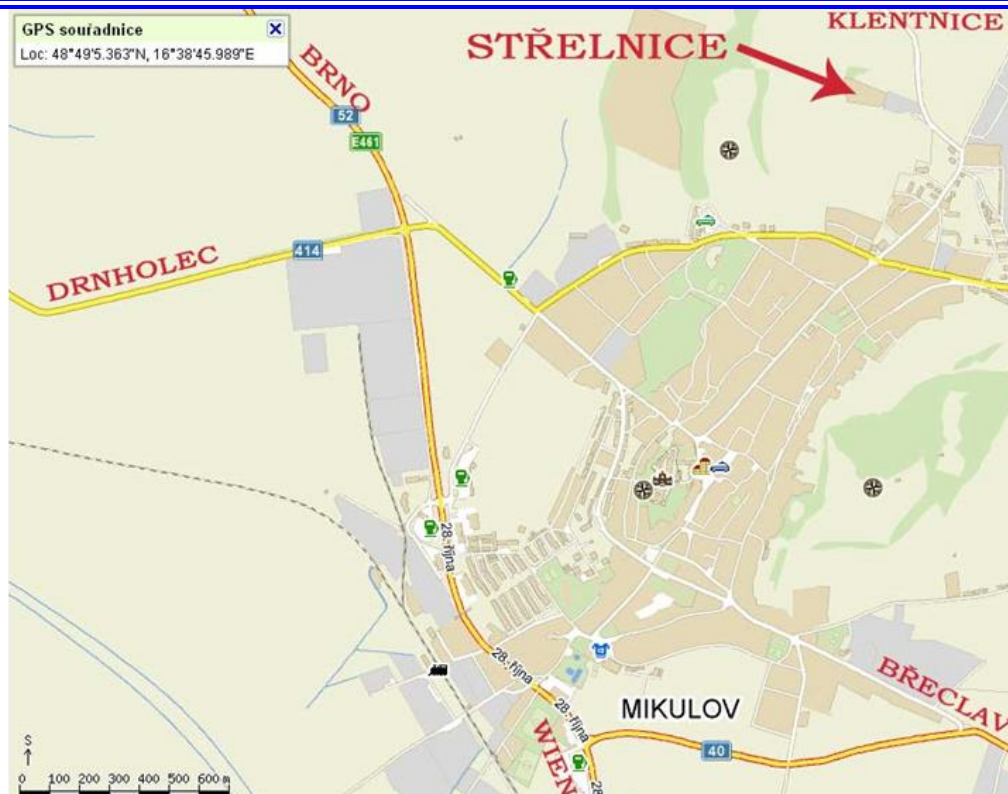 GPS souřadnice
Loc: 48°49'5.363"N, 16°38'45.989"E
KLENTNICE
STŘELNICE
BRNO
52
E461
DRNHOLEC
414
28. října
28. října
28. října
MIKULOV
BŘECLAV
WIEN
40
28
S
0 100 200 300 400 500 600 m